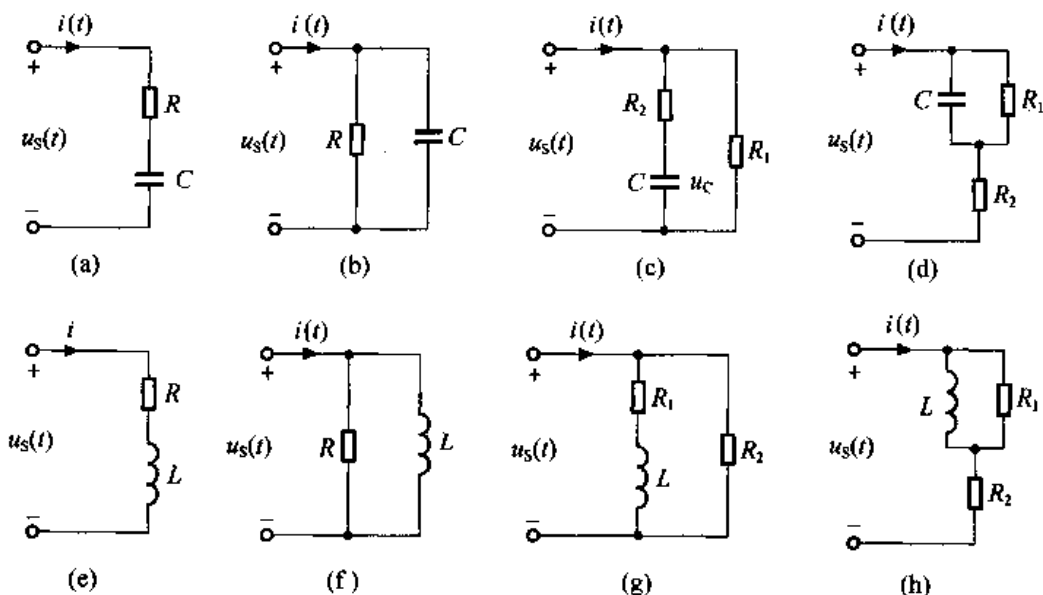 i(t) i(t) i(t) i(t)
+ + + +
R R₂ C R₁
uS(t) uS(t) R C uS(t) R₁ uS(t)
C C uC R₂
− − − −
(a) (b) (c) (d)
i i(t) i(t) i(t)
+ + + +
R R₁ L R₁
uS(t) uS(t) R L uS(t) R₂ uS(t)
L L R₂
− − − −
(e) (f) (g) (h)